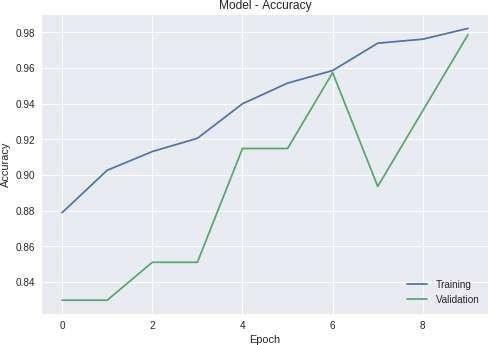 Model - Accuracy
0.98
0.96
0.94
0.92
0.90
0.88
0.86
0.84
Accuracy
Training
Validation
0 2 4 6 8
Epoch